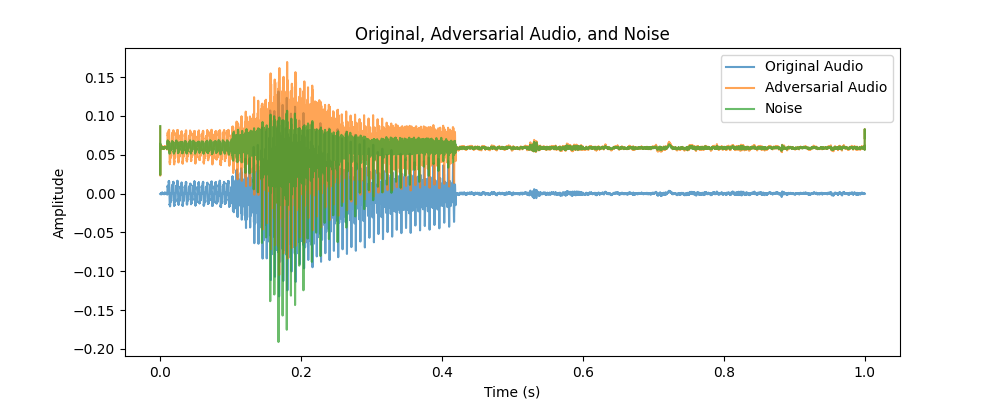 Original, Adversarial Audio, and Noise
Original Audio
Adversarial Audio
Noise
0.15
0.10
0.05
0.00
−0.05
−0.10
−0.15
−0.20
Amplitude
0.0 0.2 0.4 0.6 0.8 1.0
Time (s)